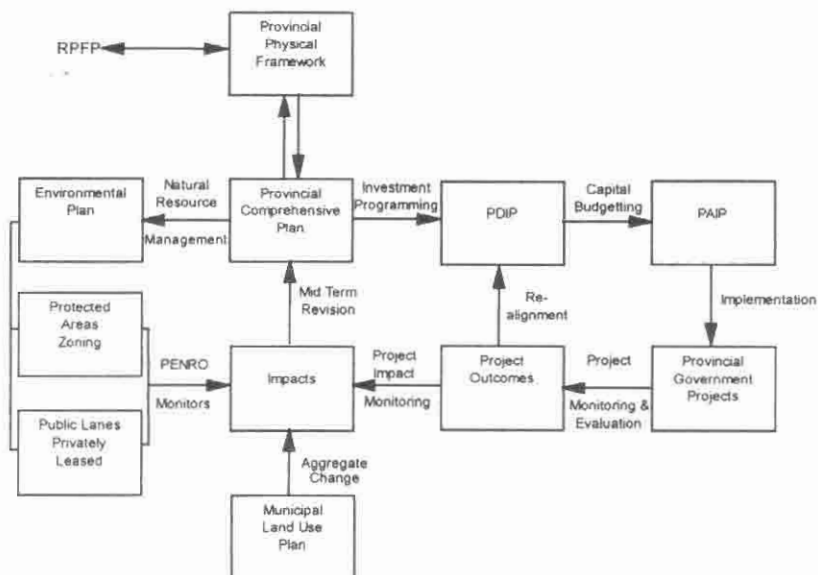 Provincial
Physical
Framework
RPFP
Environmental
Plan
Natural
Resource
Management
Provincial
Comprehensive
Plan
Investment
Programming
PDIP
Capital
Budgetting
PAIP
Mid Term
Revision
Re-
alignment
Implementation
Protected
Areas
Zoning
PENRO
Monitors
Impacts
Project
Impact
Monitoring
Project
Outcomes
Project
Monitoring &
Evaluation
Provincial
Government
Projects
Public Lanes
Privately
Leased
Aggregate
Change
Municipal
Land Use
Plan